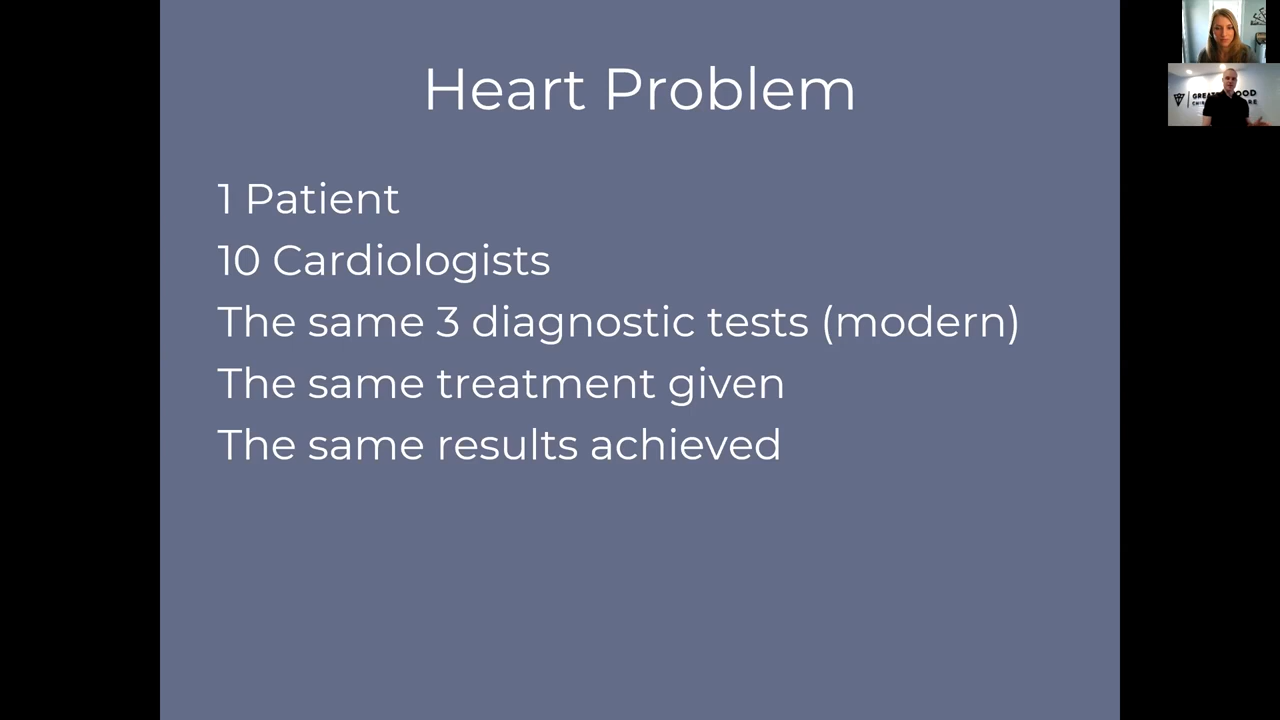 Heart Problem
1 Patient
10 Cardiologists
The same 3 diagnostic tests (modern)
The same treatment given
The same results achieved